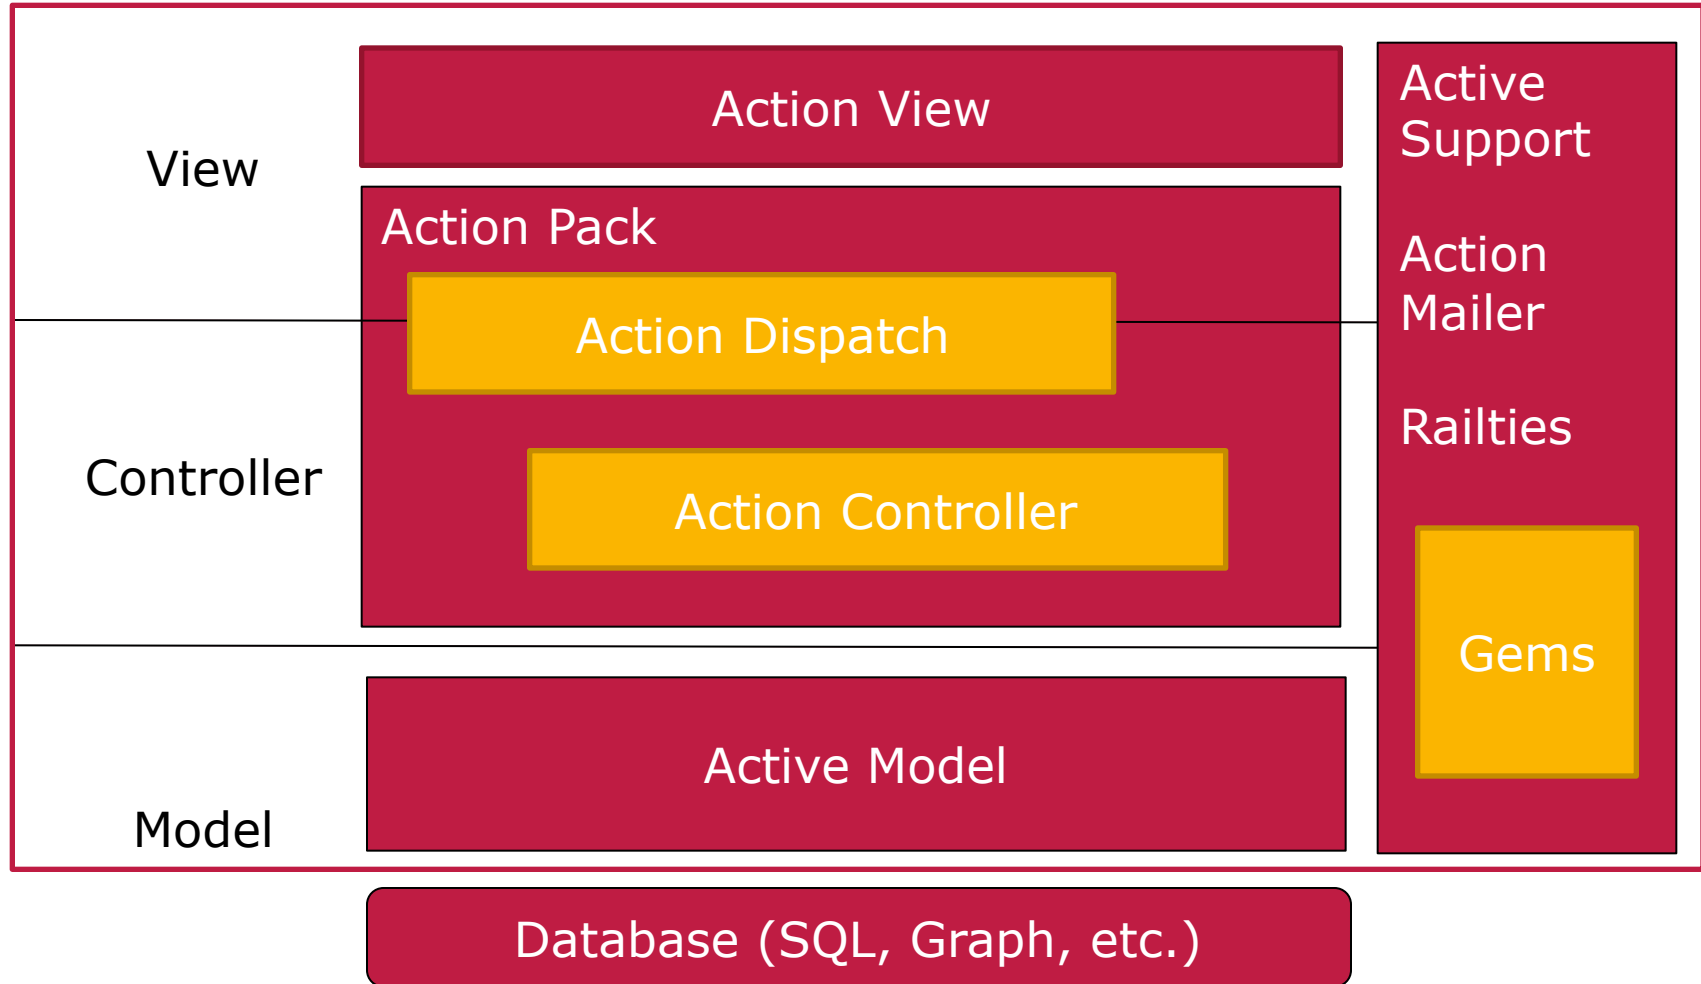 View
Controller
Model
Action View
Action Pack
Action Dispatch
Action Controller
Active Model
Active
Support
Action
Mailer
Railties
Gems
Database (SQL, Graph, etc.)